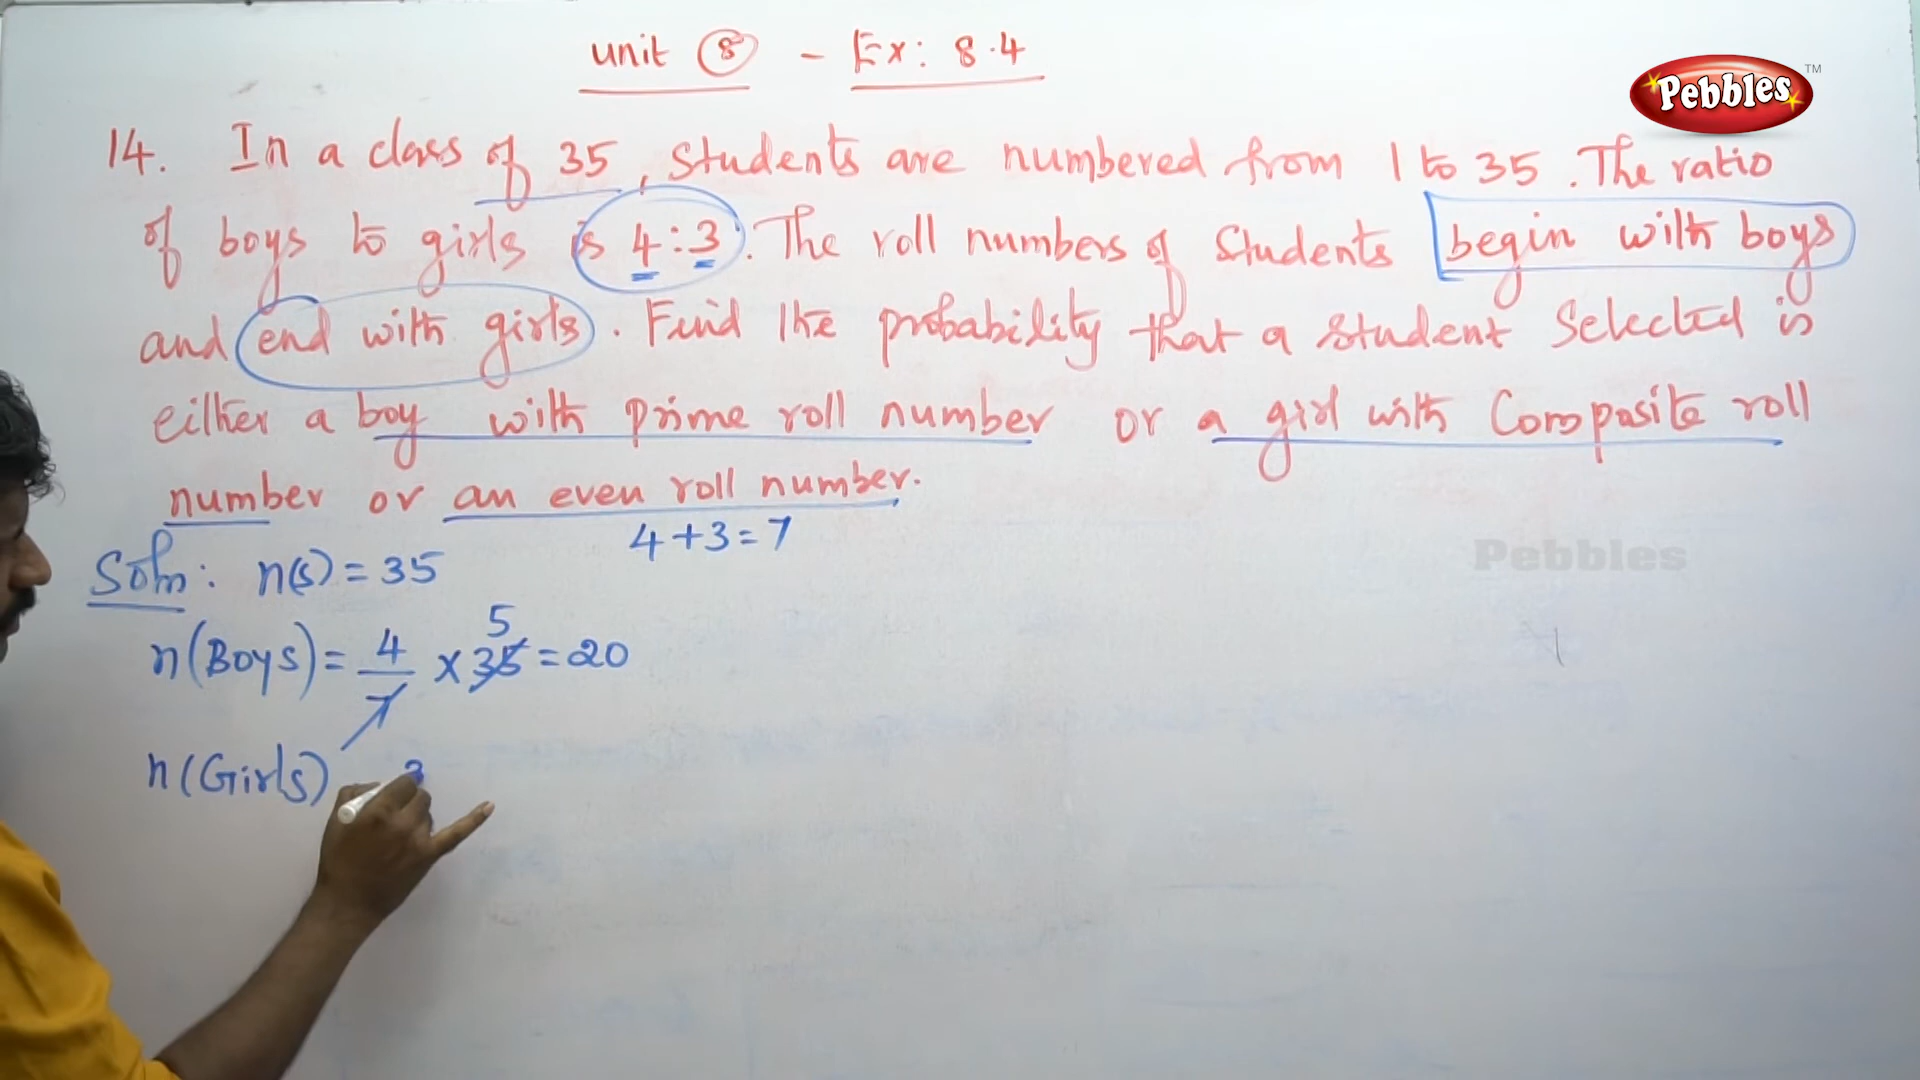 unit 8 - Ex: 8.4
Pebbles TM
14. In a class of 35, students are numbered from 1 to 35. The ratio
of boys to girls is 4:3. The roll numbers of students begin with boys
and end with girls. Find the probability that a student selected is
either a boy with prime roll number or a girl with composite roll
number or an even roll number.
4+3=7
Soln: n(s) = 35
Pebbles
n(Boys) = 4/7 × 35 = 20
5
n(Girls) 3